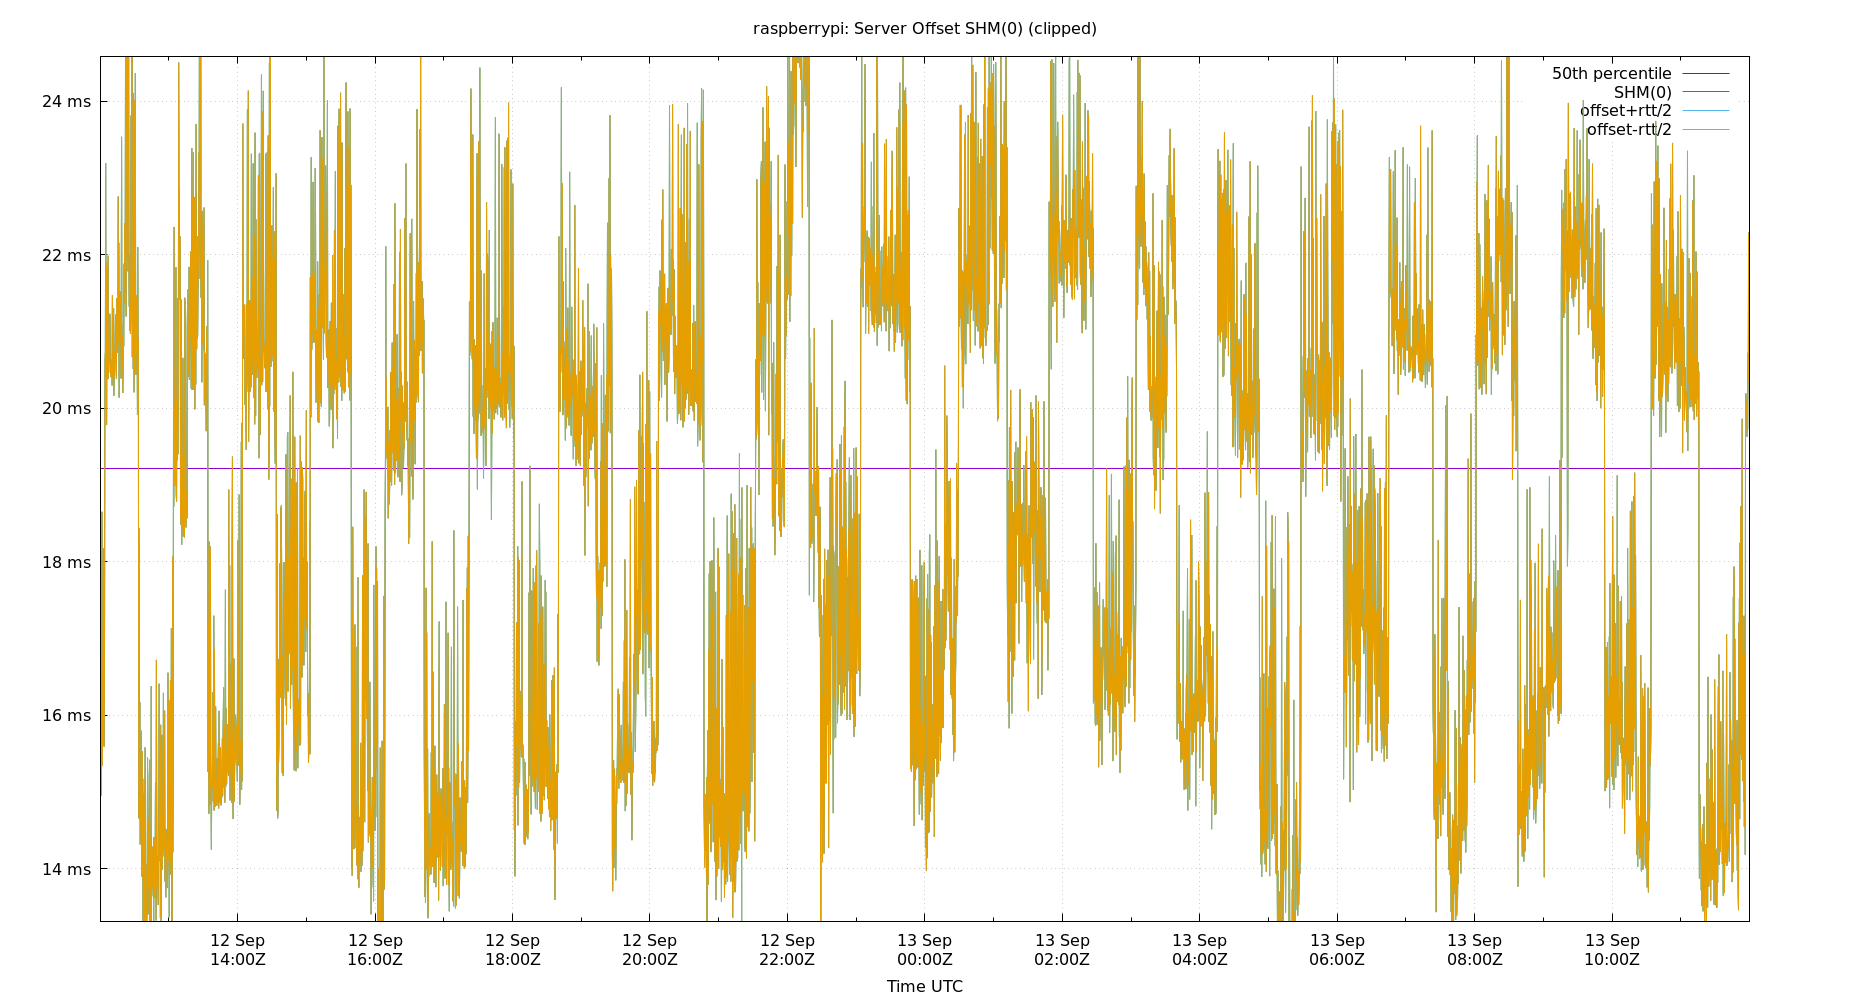 raspberrypi: Server Offset SHM(0) (clipped)
50th percentile
SHM(0)
offset+rtt/2
offset-rtt/2
24 ms
22 ms
20 ms
18 ms
16 ms
14 ms
12 Sep 12 Sep 12 Sep 12 Sep 12 Sep 13 Sep 13 Sep 13 Sep 13 Sep 13 Sep 13 Sep
14:00Z 16:00Z 18:00Z 20:00Z 22:00Z 00:00Z 02:00Z 04:00Z 06:00Z 08:00Z 10:00Z
Time UTC